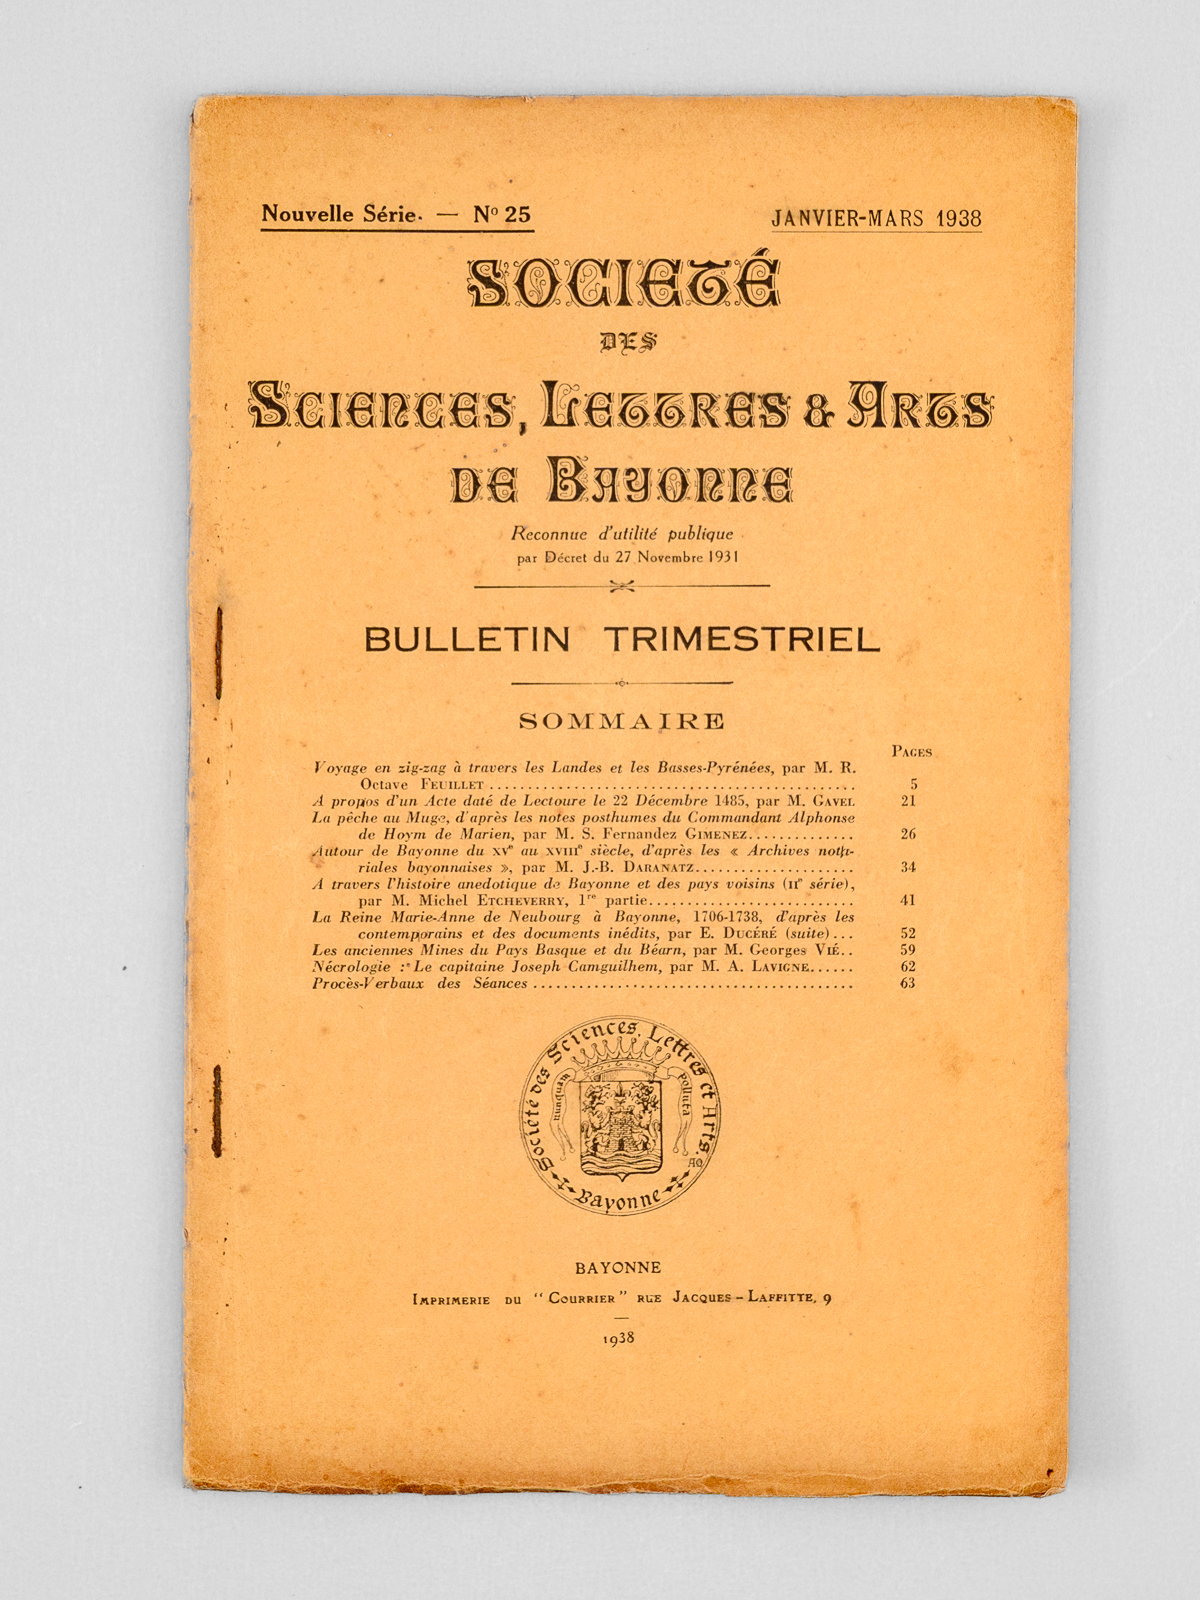 Nouvelle Série. — Nº 25
JANVIER-MARS 1938
SOCIETÉ
DES
SCIENCES, LETTRES & ARTS
DE BAYONNE
Reconnue d'utilité publique
par Décret du 27 Novembre 1931
BULLETIN TRIMESTRIEL
SOMMAIRE
PAGES
Voyage en zig-zag à travers les Landes et les Basses-Pyrénées, par M. R.
Octave FEUILLET .......... 5
A propos d'un Acte daté de Lectoure le 22 Décembre 1485, par M. GAVEL 21
La pêche au Muge, d'après les notes posthumes du Commandant Alphonse
de Hoym de Marien, par M. S. Fernandez GIMENEZ.......... 26
Autour de Bayonne du XVe au XVIIIe siècle, d'après les « Archives nota-
riales bayonnaises », par M. J.-B. DARANATZ.......... 34
A travers l'histoire anedotique de Bayonne et des pays voisins (IIe série),
par M. Michel ETCHEVERRY, 1re partie.......... 41
La Reine Marie-Anne de Neubourg à Bayonne, 1706-1738, d'après les
contemporains et des documents inédits, par E. DUCÉRÉ (suite)... 52
Les anciennes Mines du Pays Basque et du Béarn, par M. Georges VIÉ.. 59
Nécrologie : Le capitaine Joseph Camguilhem, par M. A. LAVIGNE...... 62
Procès-Verbaux des Séances .......... 63
Société des Sciences, Lettres et Arts.
nunquam
polluta
AG
Bayonne
BAYONNE
IMPRIMERIE DU "COURRIER" RUE JACQUES-LAFFITTE, 9
1938